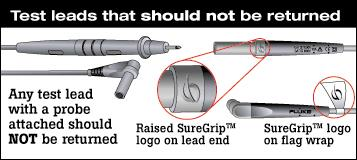 Test leads that should not be returned
Any test lead
with a probe
attached should
NOT be returned
Raised SureGrip™
logo on lead end
FLUKE
SureGrip™ logo
on flag wrap